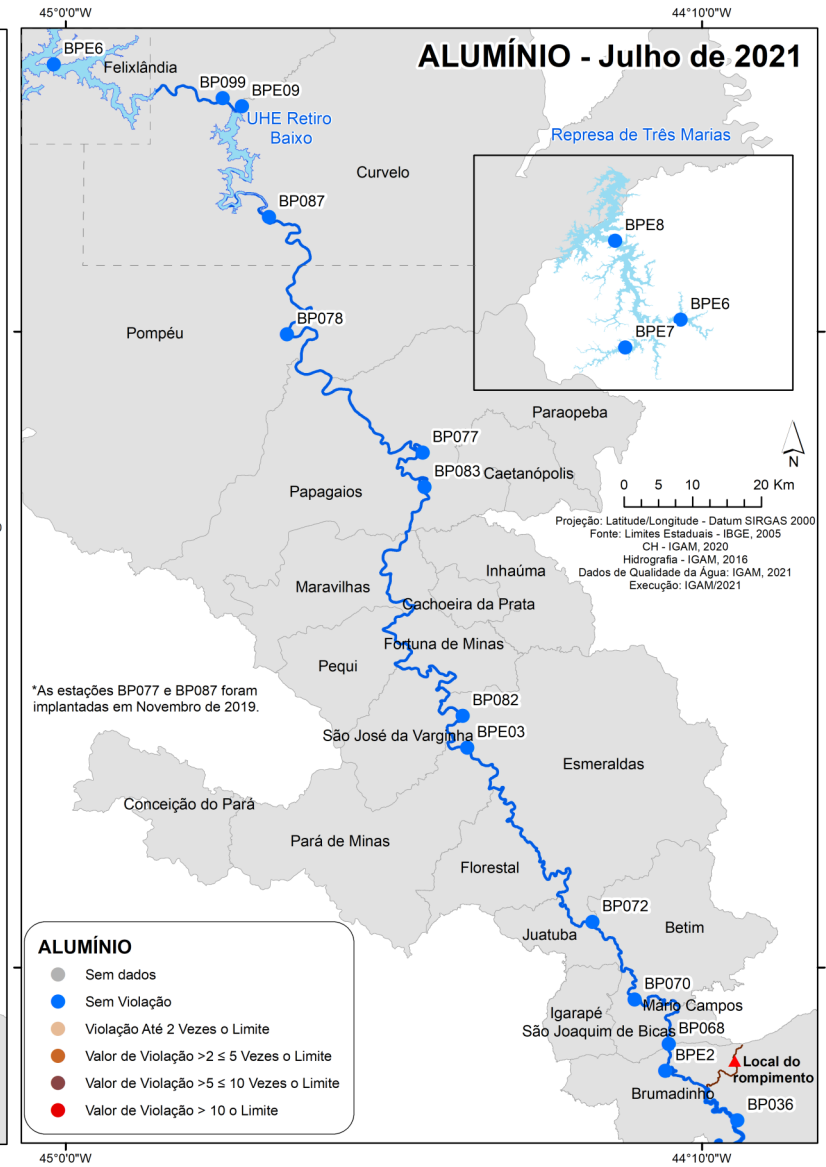 45°0'0"W
44°10'0"W
ALUMÍNIO - Julho de 2021
BPE6
Felixlândia
BP099
BPE09
UHE Retiro
Baixo
Represa de Três Marias
Curvelo
BP087
BPE8
BPE6
BPE7
BP078
Pompéu
Paraopeba
N
BP077
Caetanópolis
BP083
Papagaios
0 5 10 20 Km
Projeção: Latitude/Longitude - Datum SIRGAS 2000
Fonte: Limites Estaduais - IBGE, 2005
CH - IGAM, 2020
Hidrografia - IGAM, 2016
Dados de Qualidade da Água: IGAM, 2021
Execução: IGAM/2021
Inhaúma
Maravilhas
Cachoeira da Prata
Fortuna de Minas
Pequi
*As estações BP077 e BP087 foram
implantadas em Novembro de 2019.
BP082
São José da Varginha
BPE03
Esmeraldas
Conceição do Pará
Pará de Minas
Florestal
BP072
Juatuba
Betim
BP070
Mário Campos
Igarapé
São Joaquim de Bicas
BP068
BPE2
Local do
rompimento
Brumadinho
BP036
ALUMÍNIO
Sem dados
Sem Violação
Violação Até 2 Vezes o Limite
Valor de Violação >2 ≤ 5 Vezes o Limite
Valor de Violação >5 ≤ 10 Vezes o Limite
Valor de Violação > 10 o Limite
45°0'0"W
44°10'0"W